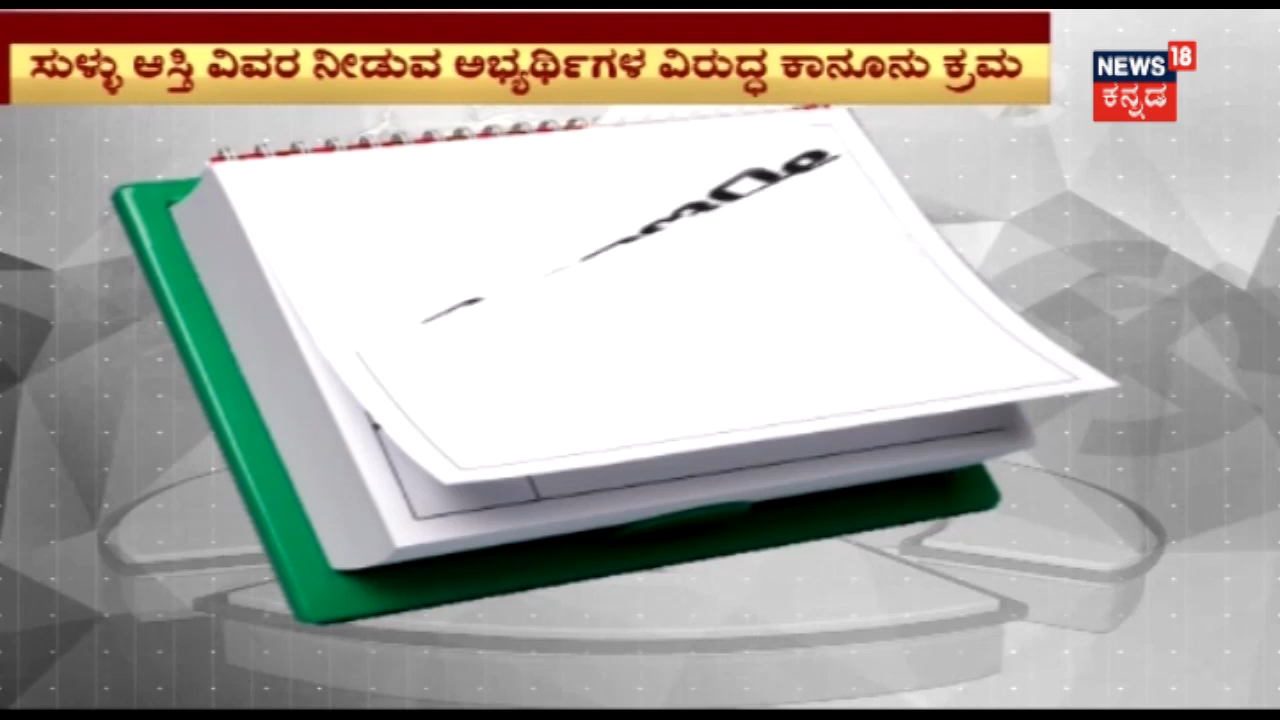 ಸುಳ್ಳು ಆಸ್ತಿ ವಿವರ ನೀಡುವ ಅಭ್ಯರ್ಥಿಗಳ ವಿರುದ್ಧ ಕಾನೂನು ಕ್ರಮ
NEWS 18
ಕನ್ನಡ